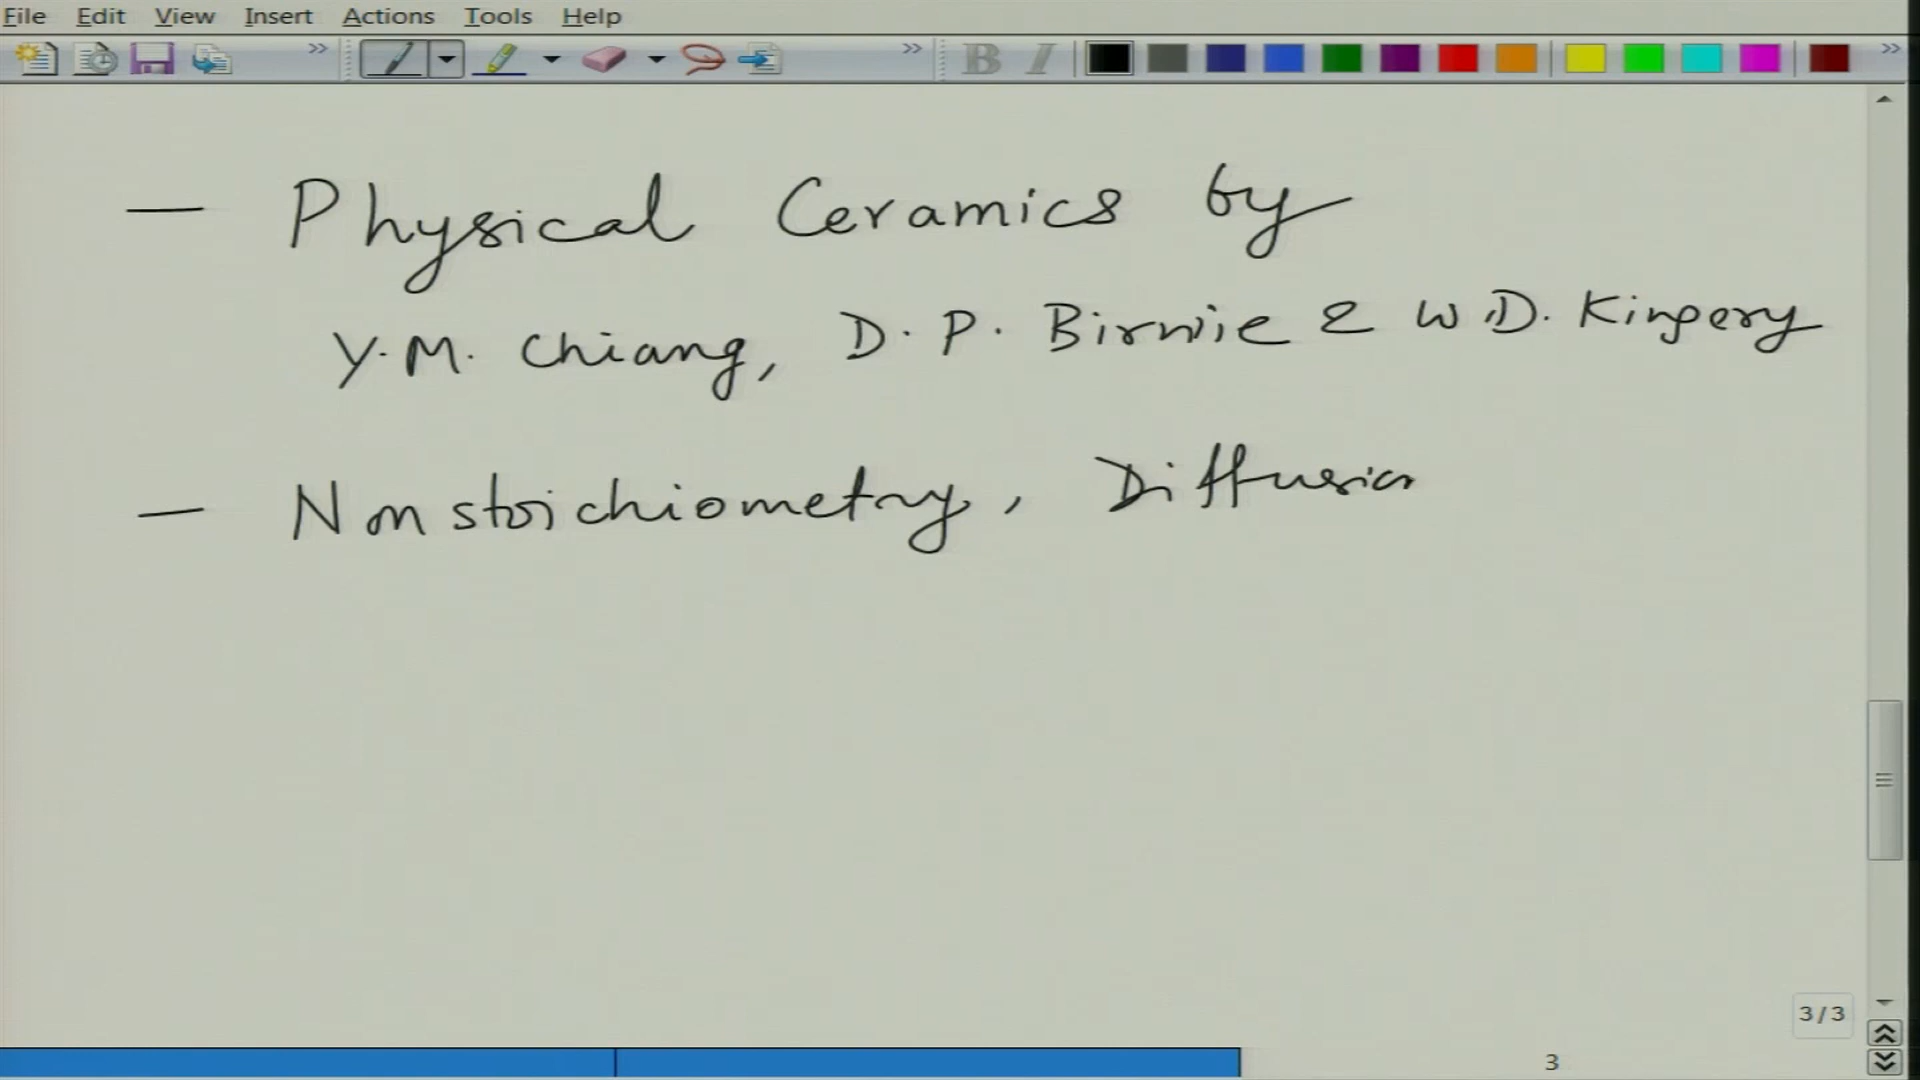 File Edit View Insert Actions Tools Help
B I
— Physical Ceramics by
Y.M. Chiang, D.P. Birnie & W.D. Kingery
— Nonstoichiometry, Diffusion
3/3
3